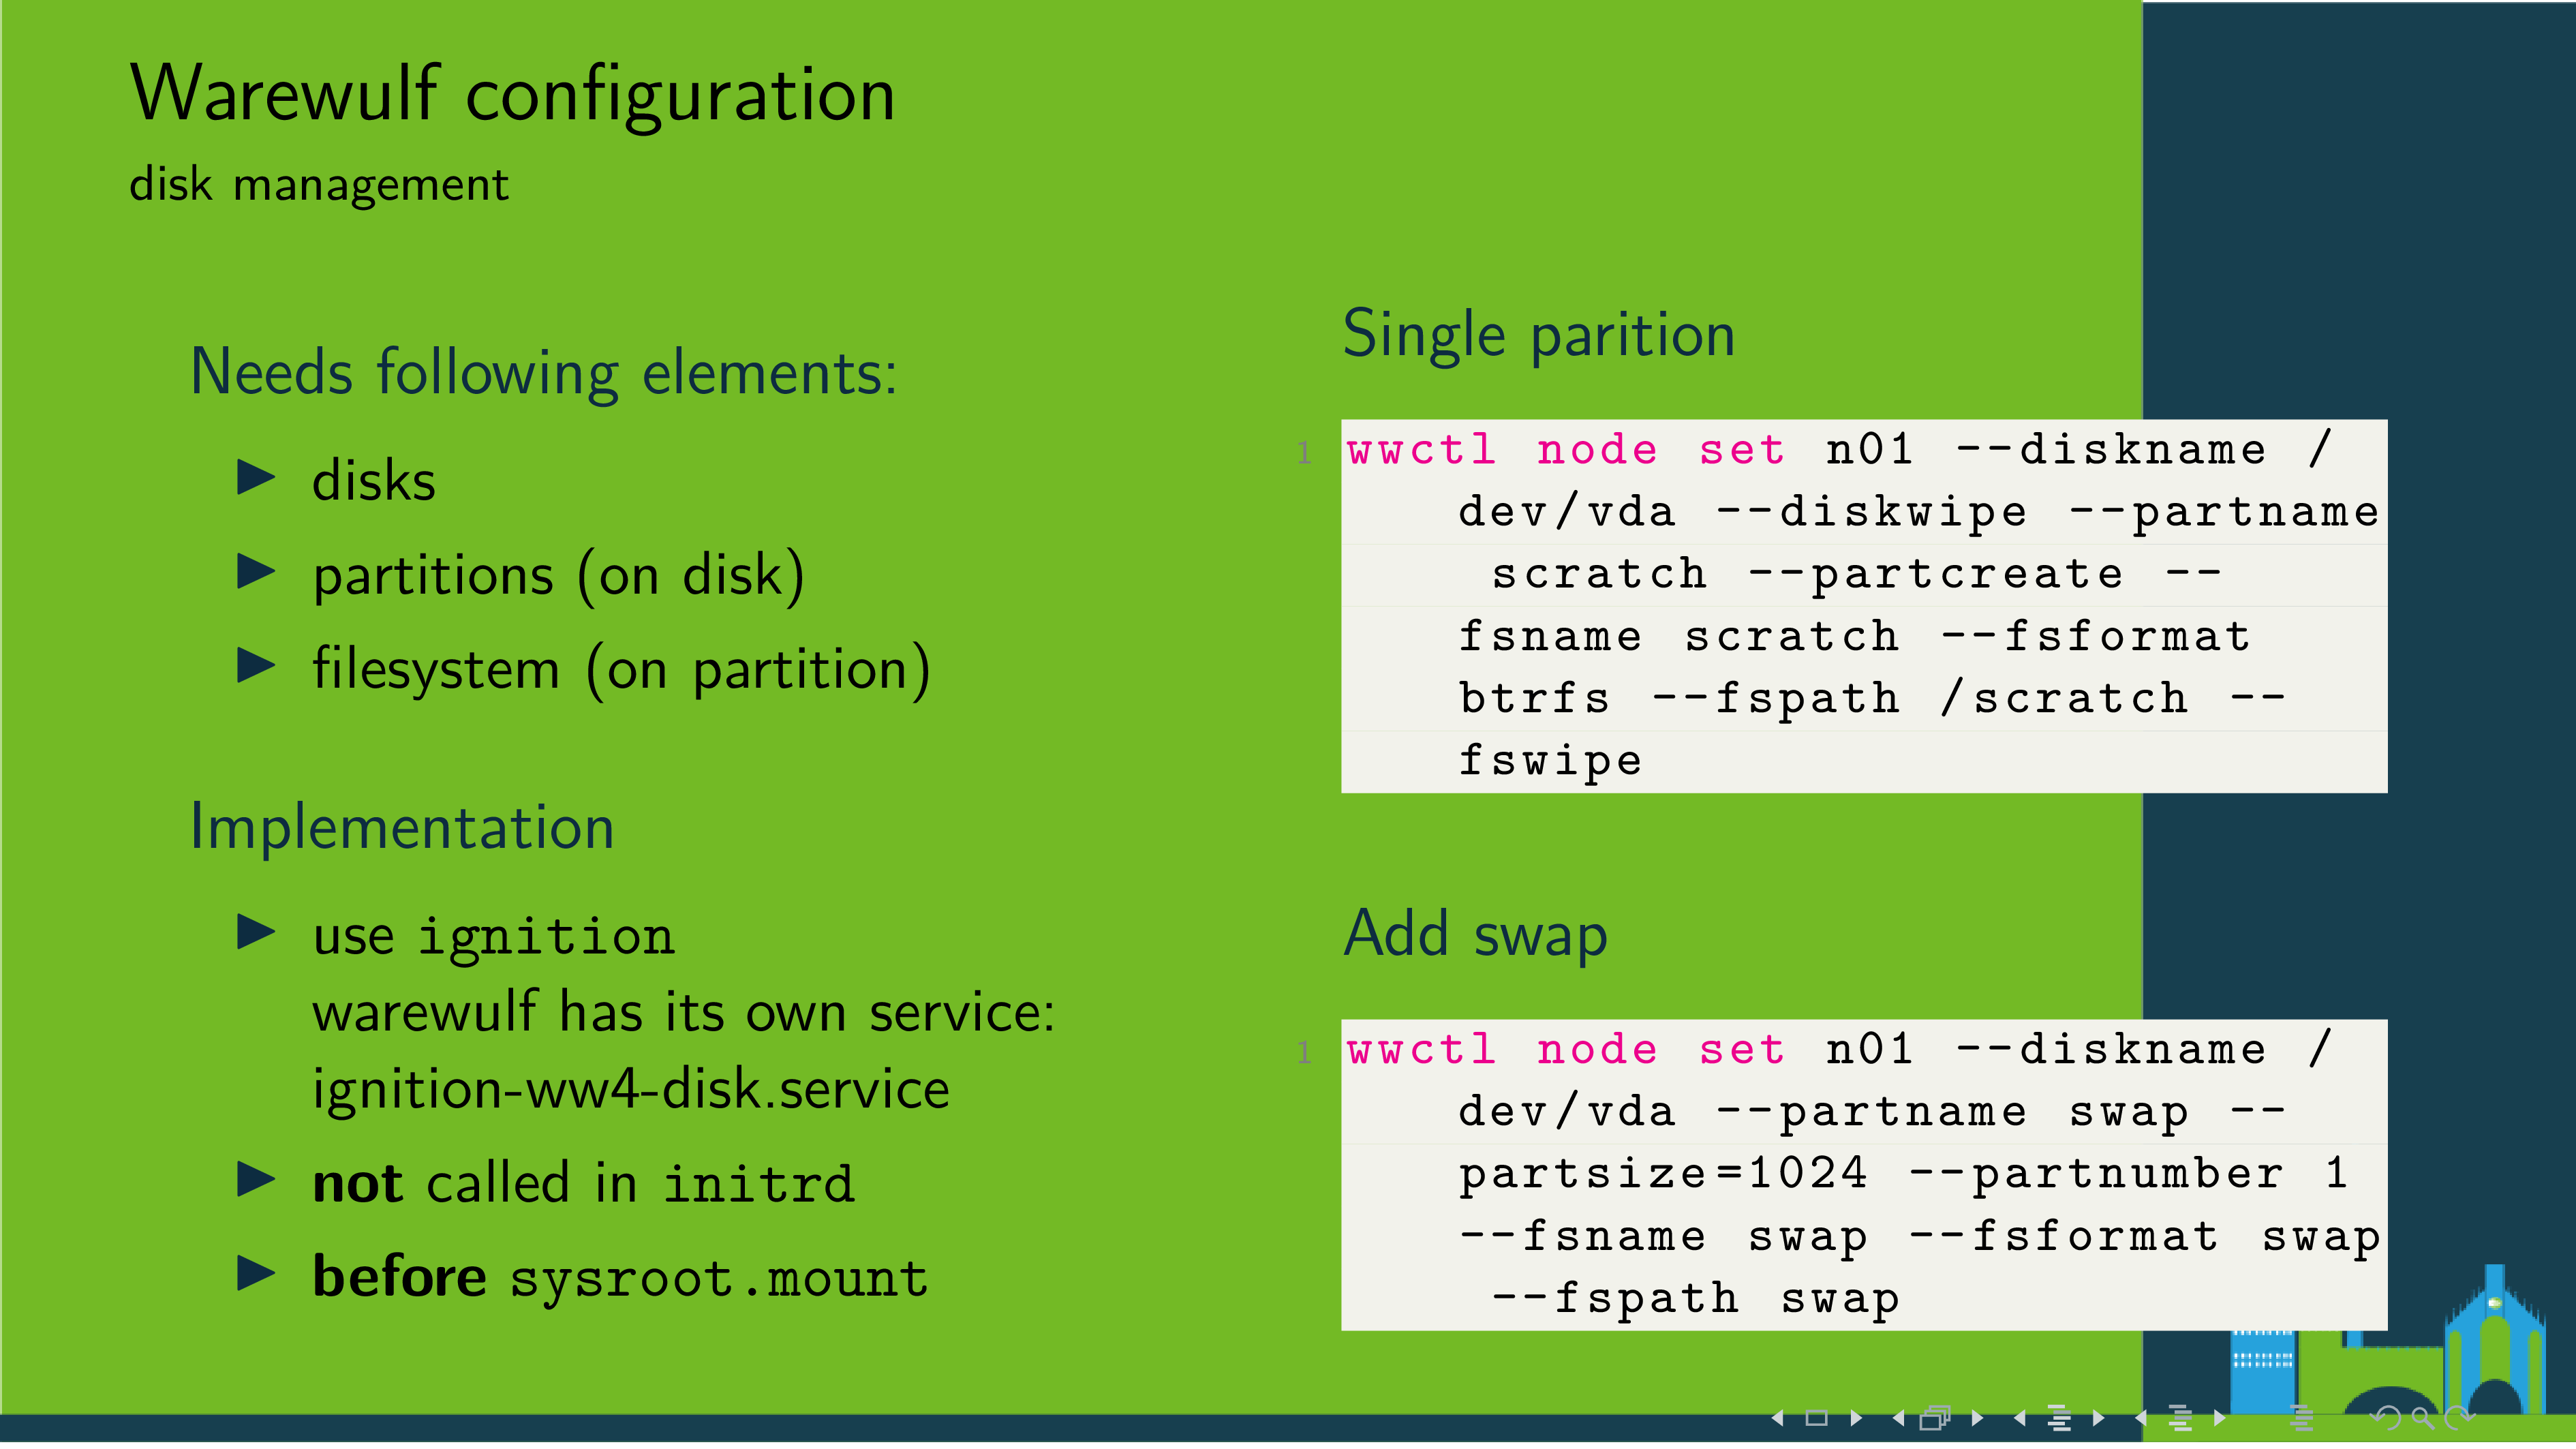 Warewulf configuration
disk management
Needs following elements:
disks
partitions (on disk)
filesystem (on partition)
Implementation
use ignition
warewulf has its own service:
ignition-ww4-disk.service
not called in initrd
before sysroot.mount
Single parition
1 wwctl node set n01 --diskname /
dev/vda --diskwipe --partname
scratch --partcreate --
fsname scratch --fsformat
btrfs --fspath /scratch --
fswipe
Add swap
1 wwctl node set n01 --diskname /
dev/vda --partname swap --
partsize=1024 --partnumber 1
--fsname swap --fsformat swap
--fspath swap